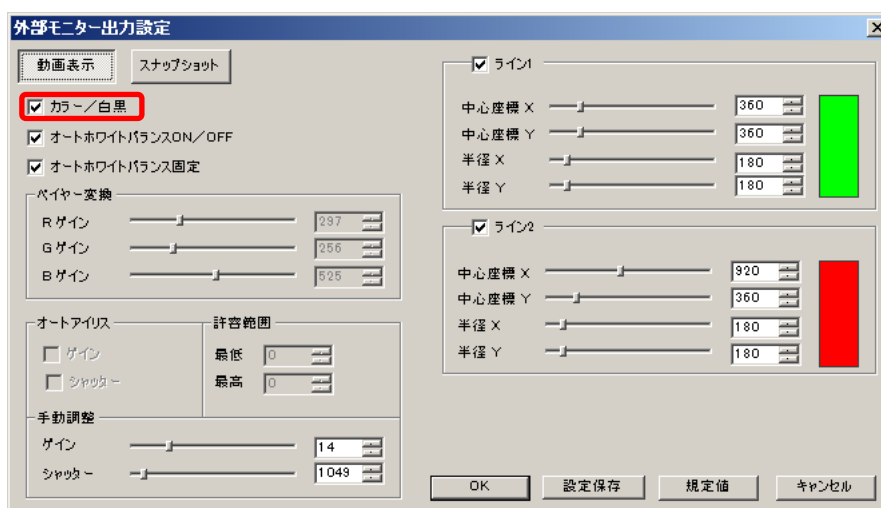 外部モニター出力設定
動画表示 スナップショット
カラー／白黒
オートホワイトバランスON／OFF
オートホワイトバランス固定
ベイヤー変換
Rゲイン 297
Gゲイン 256
Bゲイン 525
オートアイリス
ゲイン
シャッター
許容範囲
最低 0
最高 0
手動調整
ゲイン 14
シャッター 1049
ライン1
中心座標 X 360
中心座標 Y 360
半径 X 180
半径 Y 180
ライン2
中心座標 X 920
中心座標 Y 360
半径 X 180
半径 Y 180
OK 設定保存 規定値 キャンセル